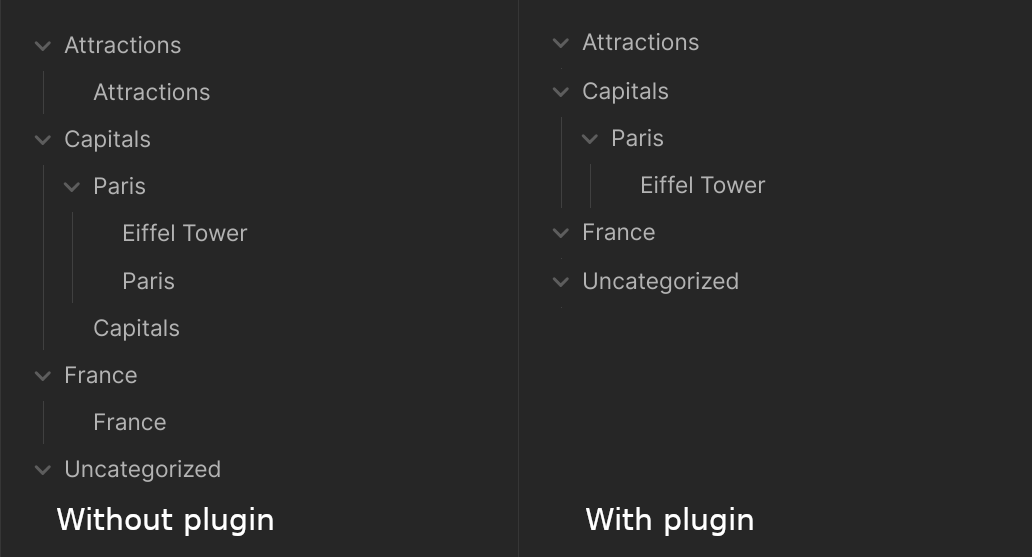 Attractions
Attractions
Capitals
Paris
Eiffel Tower
Paris
Capitals
France
France
Uncategorized
Without plugin
Attractions
Capitals
Paris
Eiffel Tower
France
Uncategorized
With plugin